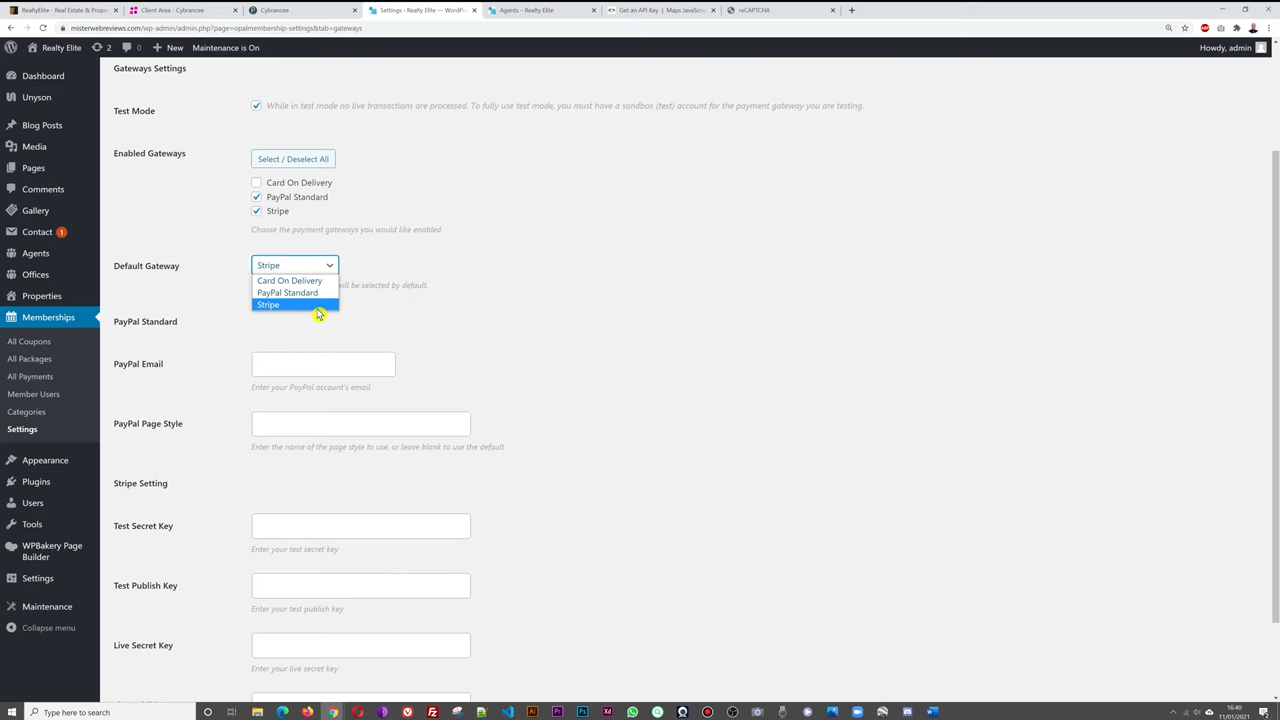 RealtyElite - Real Estate & Propert
Client Area - Cybrancee
Cybrancee
Settings ‹ Realty Elite — WordPr
Agents – Realty Elite
Get an API Key | Maps JavaScri
reCAPTCHA
misterwebreviews.com/wp-admin/admin.php?page=opalmembership-settings&tab=gateways
Realty Elite
2
0
New
Maintenance is On
Howdy, admin
Dashboard
Unyson
Blog Posts
Media
Pages
Comments
Gallery
Contact 1
Agents
Offices
Properties
Memberships
All Coupons
All Packages
All Payments
Member Users
Categories
Settings
Appearance
Plugins
Users
Tools
WPBakery Page
Builder
Settings
Maintenance
Collapse menu
Gateways Settings
Test Mode
While in test mode no live transactions are processed. To fully use test mode, you must have a sandbox (test) account for the payment gateway you are testing.
Enabled Gateways
Select / Deselect All
Card On Delivery
PayPal Standard
Stripe
Choose the payment gateways you would like enabled.
Default Gateway
Stripe
Card On Delivery
will be selected by default.
PayPal Standard
Stripe
PayPal Standard
PayPal Email
Enter your PayPal account's email
PayPal Page Style
Enter the name of the page style to use, or leave blank to use the default
Stripe Setting
Test Secret Key
Enter your test secret key
Test Publish Key
Enter your test publish key
Live Secret Key
Enter your live secret key
Type here to search
16:40
11/01/2021